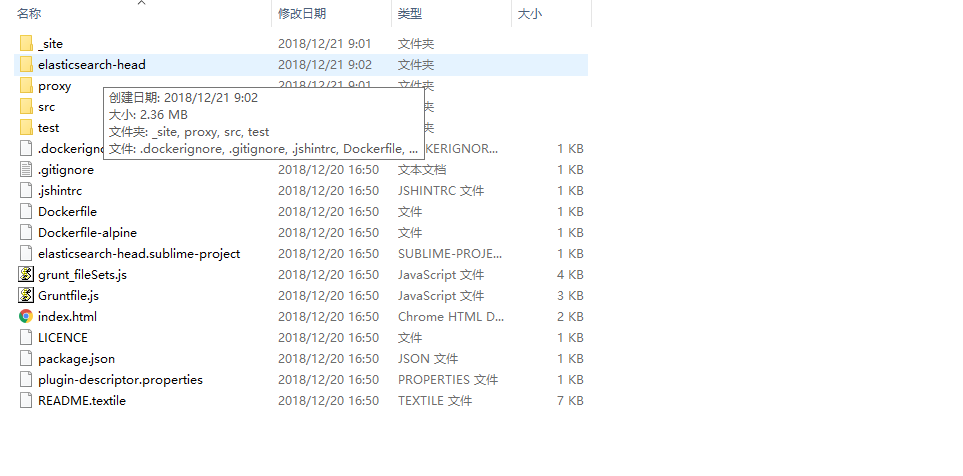 名称 修改日期 类型 大小
_site 2018/12/21 9:01 文件夹
elasticsearch-head 2018/12/21 9:02 文件夹
proxy 2018/12/21 9:01 文件夹
src 夹
test 夹
创建日期: 2018/12/21 9:02
大小: 2.36 MB
文件夹: _site, proxy, src, test
文件: .dockerignore, .gitignore, .jshintrc, Dockerfile, ...
.dockerigno KERIGNOR... 1 KB
.gitignore 2018/12/20 16:50 文本文档 1 KB
.jshintrc 2018/12/20 16:50 JSHINTRC 文件 1 KB
Dockerfile 2018/12/20 16:50 文件 1 KB
Dockerfile-alpine 2018/12/20 16:50 文件 1 KB
elasticsearch-head.sublime-project 2018/12/20 16:50 SUBLIME-PROJE... 1 KB
grunt_fileSets.js 2018/12/20 16:50 JavaScript 文件 4 KB
Gruntfile.js 2018/12/20 16:50 JavaScript 文件 3 KB
index.html 2018/12/20 16:50 Chrome HTML D... 2 KB
LICENCE 2018/12/20 16:50 文件 1 KB
package.json 2018/12/20 16:50 JSON 文件 1 KB
plugin-descriptor.properties 2018/12/20 16:50 PROPERTIES 文件 1 KB
README.textile 2018/12/20 16:50 TEXTILE 文件 7 KB